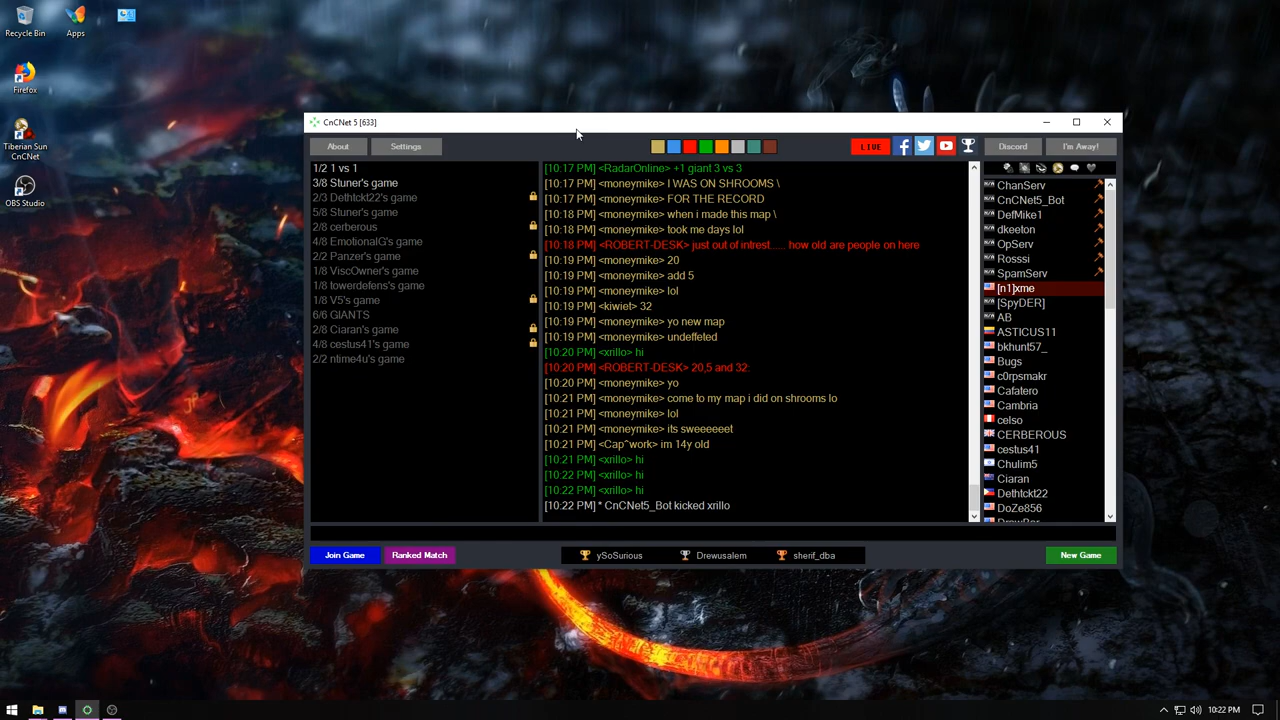 Recycle Bin
Apps
Firefox
Tiberian Sun
CnCNet
OBS Studio
CnCNet 5 [633]
About
Settings
LIVE
Discord
I'm Away!
1/2 1 vs 1
3/8 Stuner's game
2/3 Dethtckt22's game
5/8 Stuner's game
2/8 cerberous
4/8 EmotionalG's game
2/2 Panzer's game
1/8 ViscOwner's game
1/8 towerdefens's game
1/8 V5's game
6/6 GIANTS
2/8 Ciaran's game
4/8 cestus41's game
2/2 ntime4u's game
[10:17 PM] <RadarOnline> +1 giant 3 vs 3
[10:17 PM] <moneymike> I WAS ON SHROOMS \
[10:17 PM] <moneymike> FOR THE RECORD
[10:18 PM] <moneymike> when i made this map \
[10:18 PM] <moneymike> took me days lol
[10:18 PM] <ROBERT-DESK> just out of intrest...... how old are people on here
[10:19 PM] <moneymike> 20
[10:19 PM] <moneymike> add 5
[10:19 PM] <moneymike> lol
[10:19 PM] <kiwiet> 32
[10:19 PM] <moneymike> yo new map
[10:19 PM] <moneymike> undeffeted
[10:20 PM] <xrillo> hi
[10:20 PM] <ROBERT-DESK> 20,5 and 32:
[10:20 PM] <moneymike> yo
[10:21 PM] <moneymike> come to my map i did on shrooms lo
[10:21 PM] <moneymike> lol
[10:21 PM] <moneymike> its sweeeeeet
[10:21 PM] <Cap^work> im 14y old
[10:21 PM] <xrillo> hi
[10:22 PM] <xrillo> hi
[10:22 PM] <xrillo> hi
[10:22 PM] * CnCNet5_Bot kicked xrillo
ChanServ
CnCNet5_Bot
DefMike1
dkeeton
OpServ
Rosssi
SpamServ
[n1]xme
[SpyDER]
AB
ASTICUS11
bkhunt57_
Bugs
c0rpsmakr
Cafatero
Cambria
celso
CERBEROUS
cestus41
Chulim5
Ciaran
Dethtckt22
DoZe856
Join Game
Ranked Match
ySoSurious
Drewusalem
sherif_dba
New Game
10:22 PM